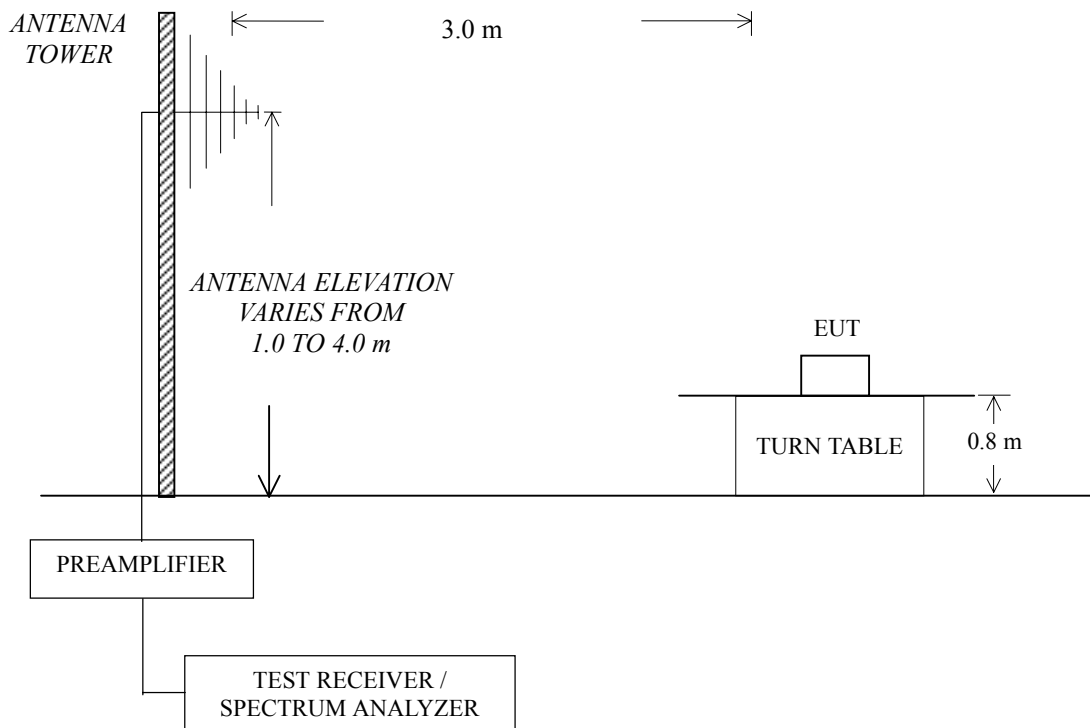 ANTENNA
TOWER
3.0 m
ANTENNA ELEVATION
VARIES FROM
1.0 TO 4.0 m
EUT
TURN TABLE
0.8 m
PREAMPLIFIER
TEST RECEIVER /
SPECTRUM ANALYZER